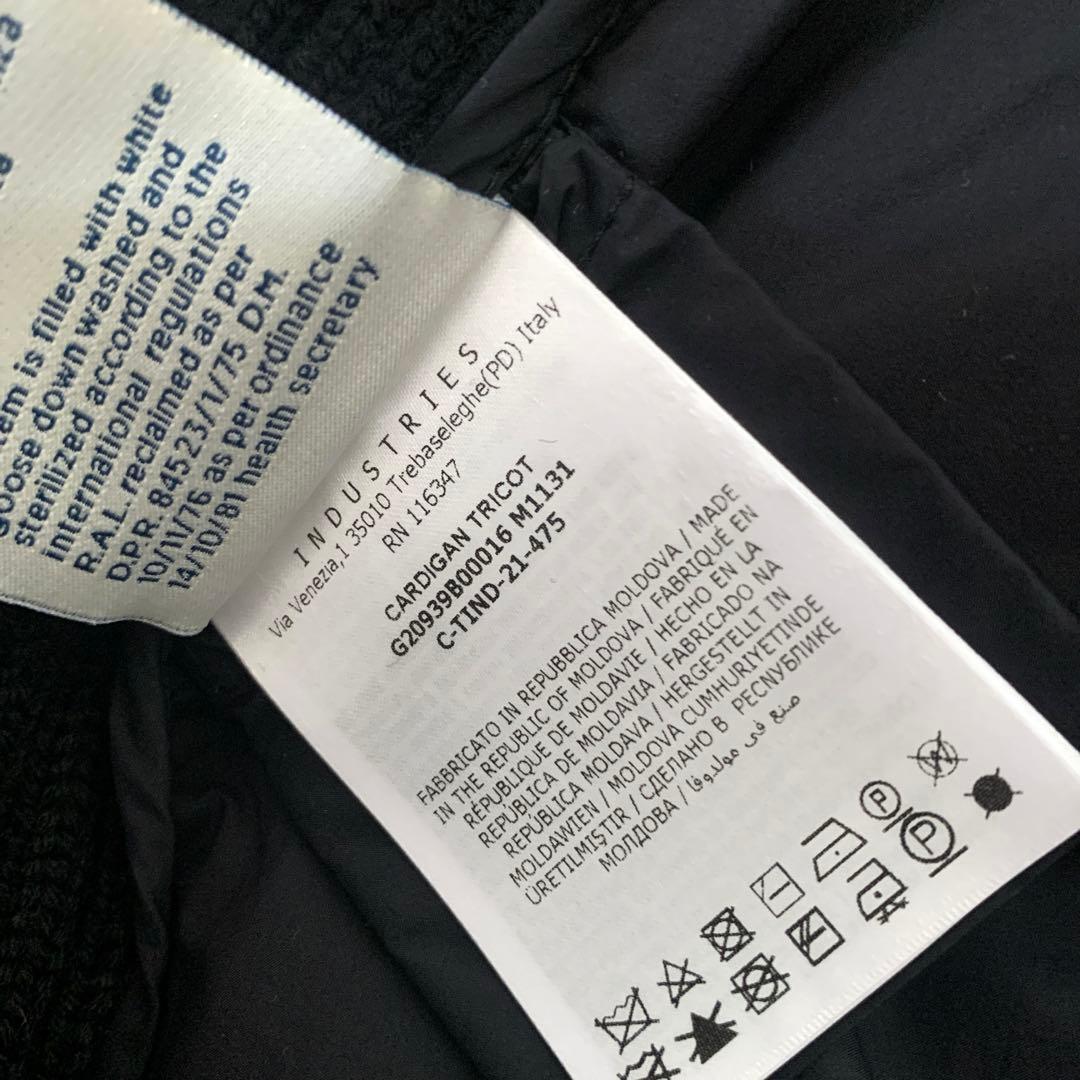 item is filled with white
goose down washed and
sterilized according to the
international regulations
R.A.L. reclaimed as per
D.P.R. 84523/1/75 D.M.
10/11/76 as per ordinance
14/10/81 health secretary
INDUSTRIES
Via Venezia,1 35010 Trebaseleghe(PD) Italy
RN 116347
CARDIGAN TRICOT
G20939B00016 M1131
C-TIND-21-475
FABBRICATO IN REPUBBLICA MOLDOVA / MADE
IN THE REPUBLIC OF MOLDOVA / FABRIQUÉ EN
RÉPUBLIQUE DE MOLDAVIE / HECHO EN LA
REPUBLICA DE MOLDAVIA / FABRICADO NA
REPUBLICA MOLDAVA / HERGESTELLT IN
MOLDAWIEN / MOLDOVA CUMHURIYETINDE
ÜRETILMIŞTIR / СДЕЛАНО В РЕСПУБЛИКЕ
МОЛДОВА / صنع في مولدوفا
W
P
P